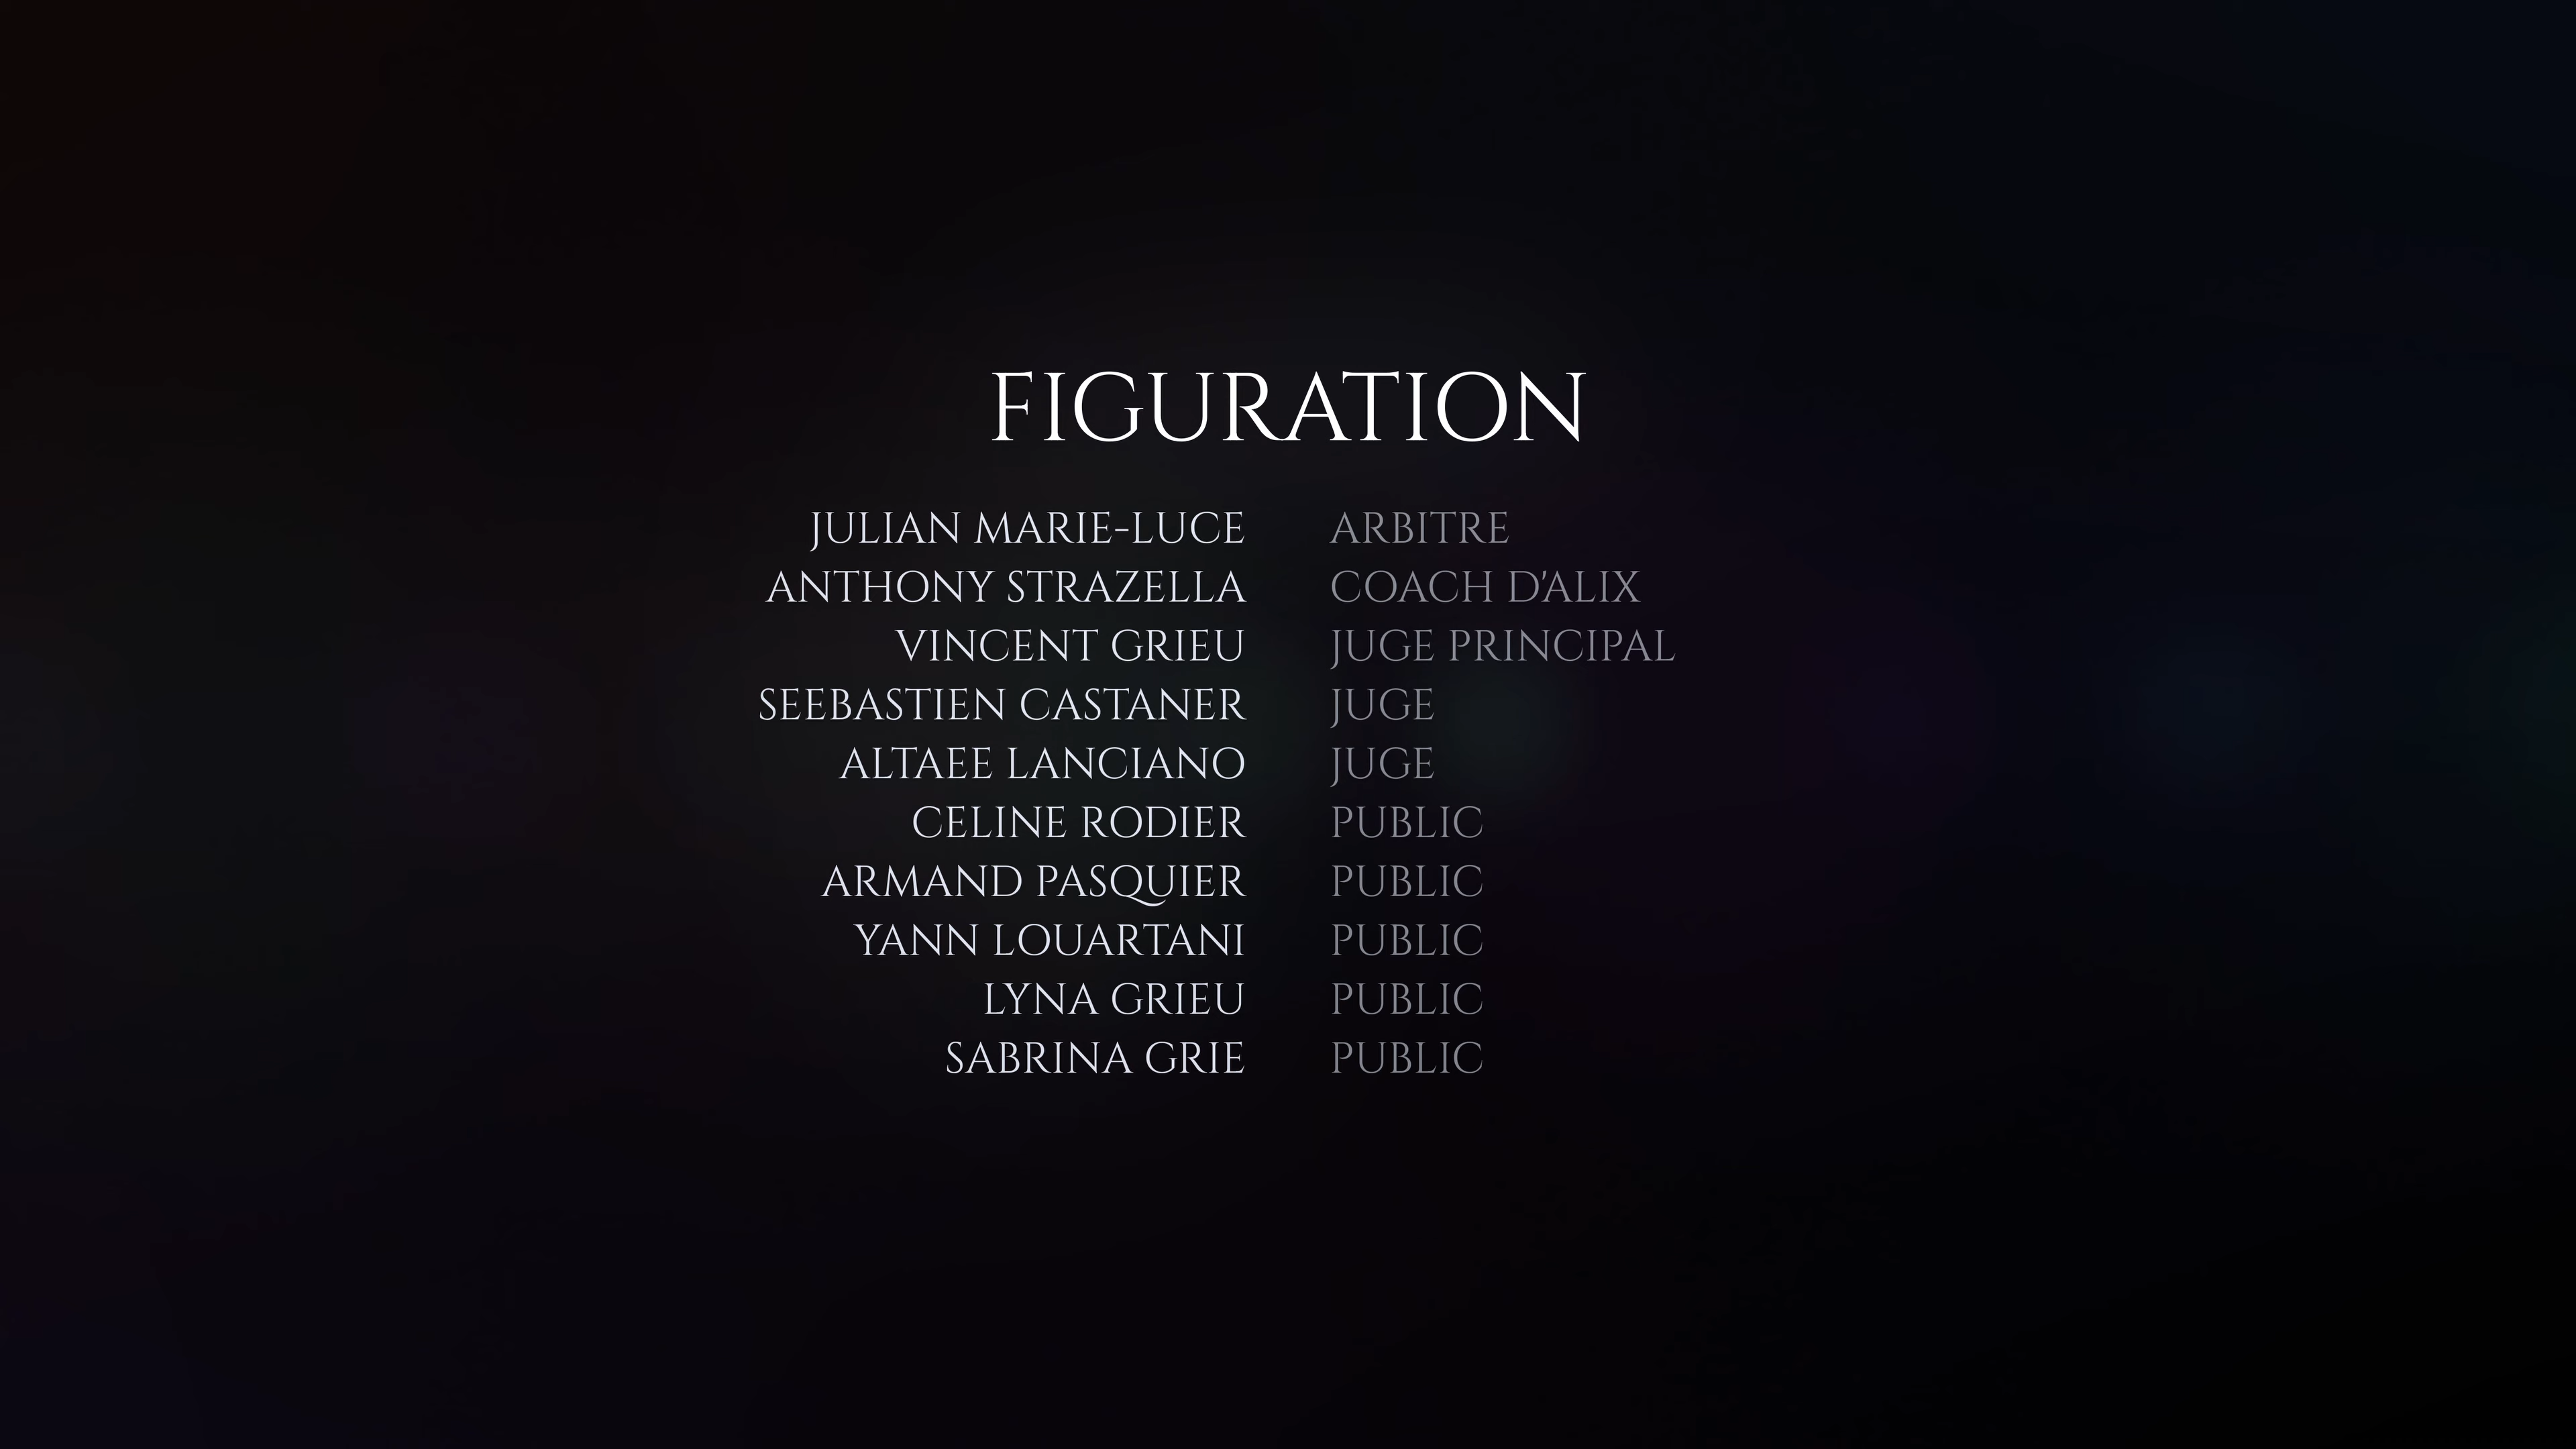 FIGURATION
JULIAN MARIE-LUCE ARBITRE
ANTHONY STRAZELLA COACH D'ALIX
VINCENT GRIEU JUGE PRINCIPAL
SEEBASTIEN CASTANER JUGE
ALTAEE LANCIANO JUGE
CELINE RODIER PUBLIC
ARMAND PASQUIER PUBLIC
YANN LOUARTANI PUBLIC
LYNA GRIEU PUBLIC
SABRINA GRIE PUBLIC